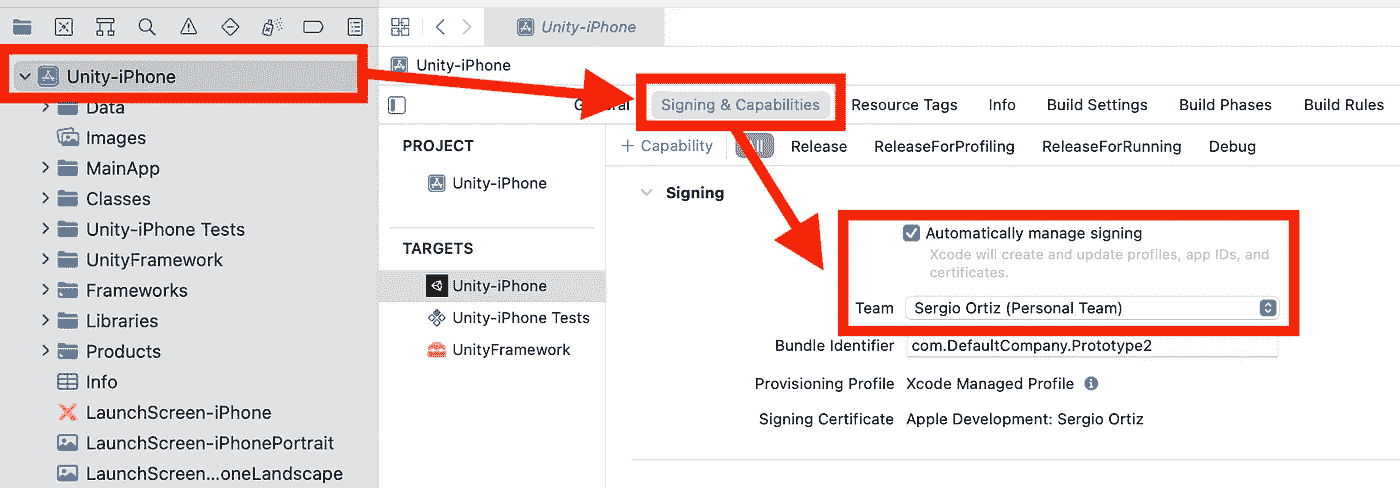 Unity-iPhone
Data
Images
MainApp
Classes
Unity-iPhone Tests
UnityFramework
Frameworks
Libraries
Products
Info
LaunchScreen-iPhone
LaunchScreen-iPhonePortrait
LaunchScreen...oneLandscape
Unity-iPhone
Unity-iPhone
General Signing & Capabilities Resource Tags Info Build Settings Build Phases Build Rules
PROJECT
Unity-iPhone
TARGETS
Unity-iPhone
Unity-iPhone Tests
UnityFramework
+ Capability All Release ReleaseForProfiling ReleaseForRunning Debug
Signing
Automatically manage signing
Xcode will create and update profiles, app IDs, and
certificates.
Team Sergio Ortiz (Personal Team)
Bundle Identifier com.DefaultCompany.Prototype2
Provisioning Profile Xcode Managed Profile
Signing Certificate Apple Development: Sergio Ortiz